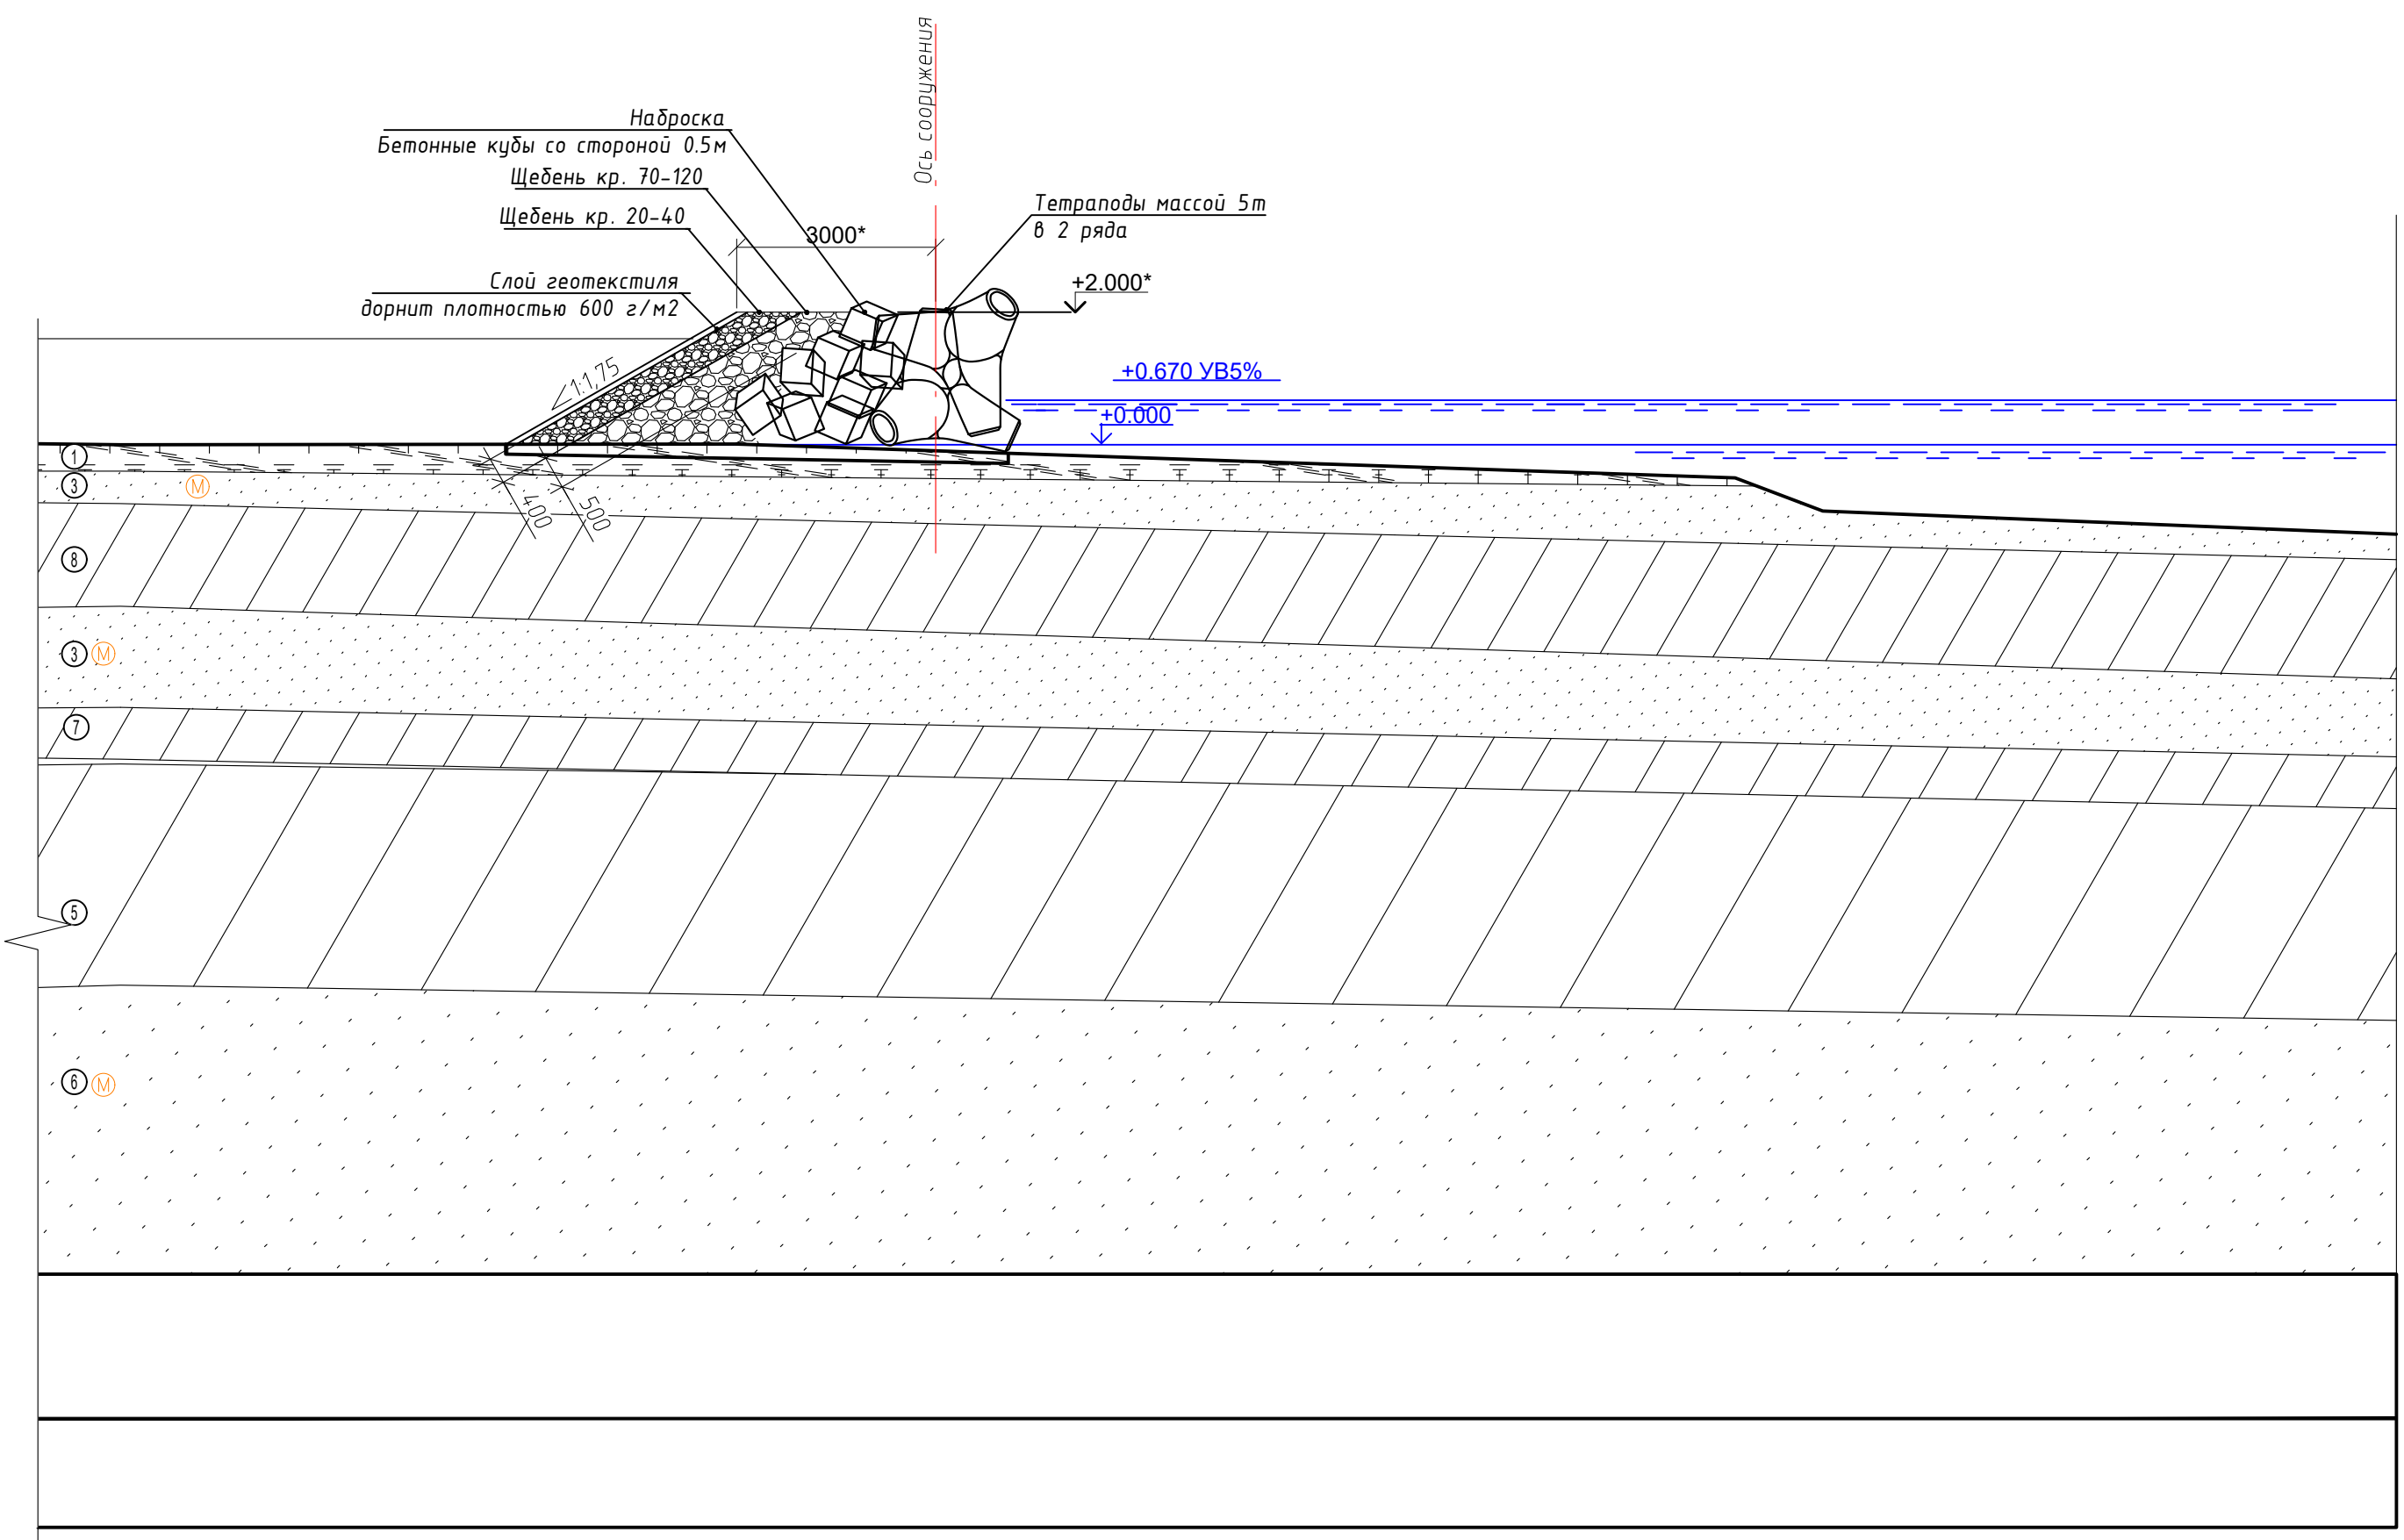 Ось сооружения
Наброска
Бетонные кубы со стороной 0.5м
Щебень кр. 70-120
Щебень кр. 20-40
Тетраподы массой 5т
в 2 ряда
3000*
Слой геотекстиля
дорнит плотностью 600 г/м2
+2.000*
1:1,75
+0.670 УВ5%
+0.000
1
3
М
400
500
8
3
М
7
5
6
М